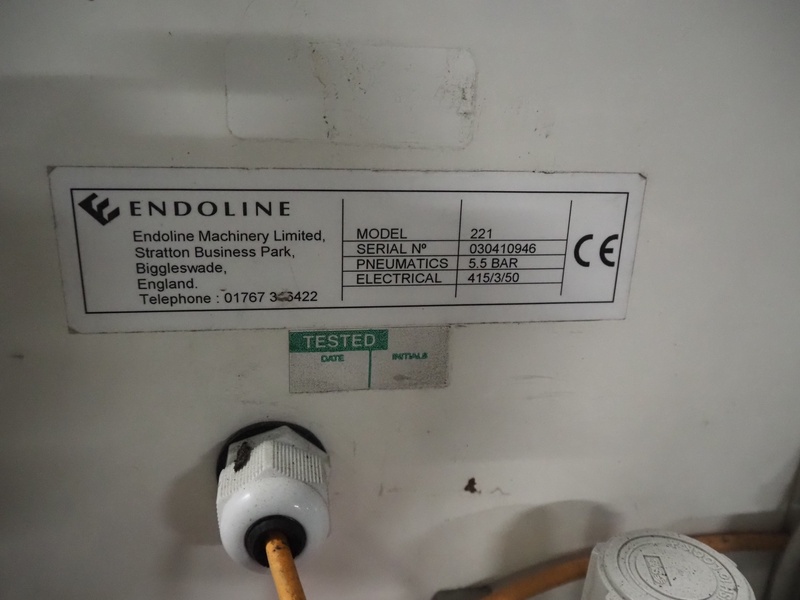 ENDOLINE
Endoline Machinery Limited,
Stratton Business Park,
Biggleswade,
England.
Telephone : 01767 422
MODEL 221
SERIAL Nº 030410946
PNEUMATICS 5.5 BAR
ELECTRICAL 415/3/50
CE
TESTED
DATE INITIALS